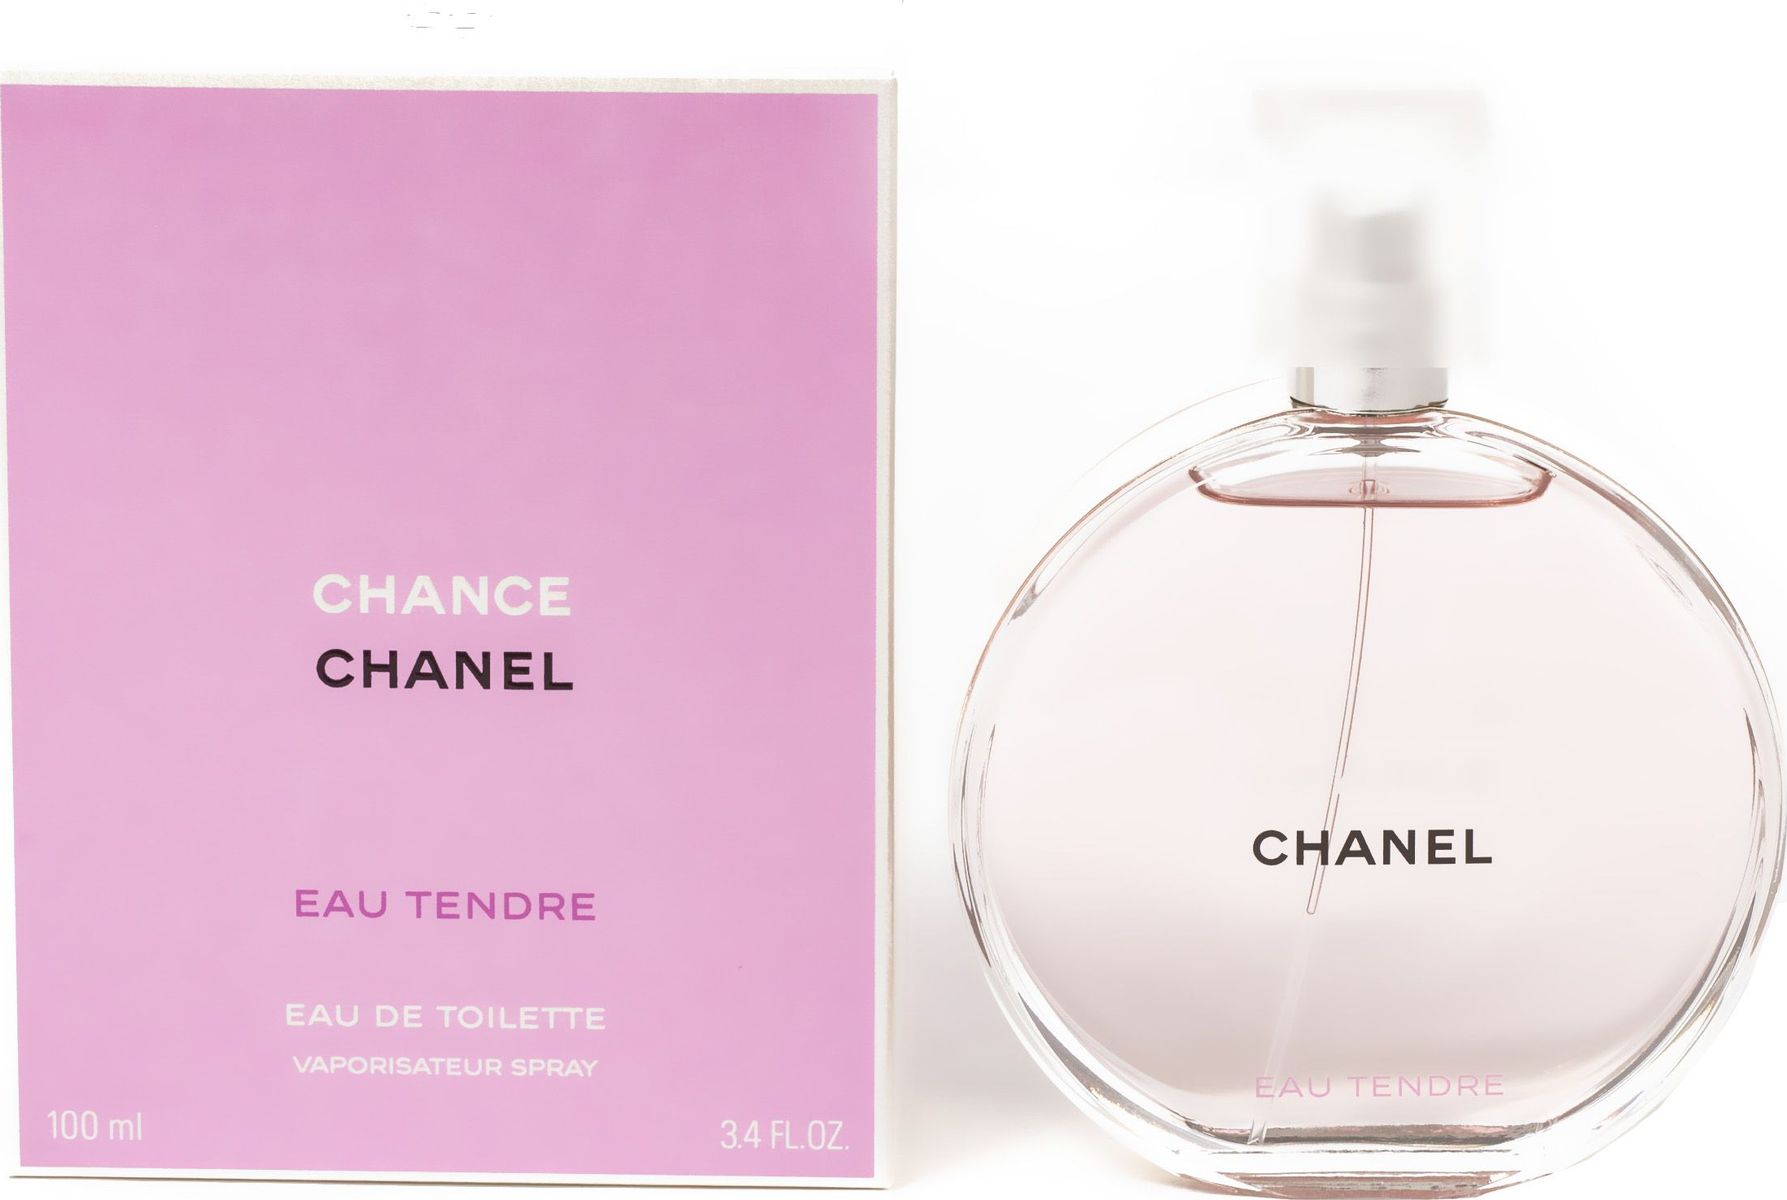 CHANCE
CHANEL
EAU TENDRE
EAU DE TOILETTE
VAPORISATEUR SPRAY
100 ml
3.4 FL.OZ.
CHANEL
EAU TENDRE